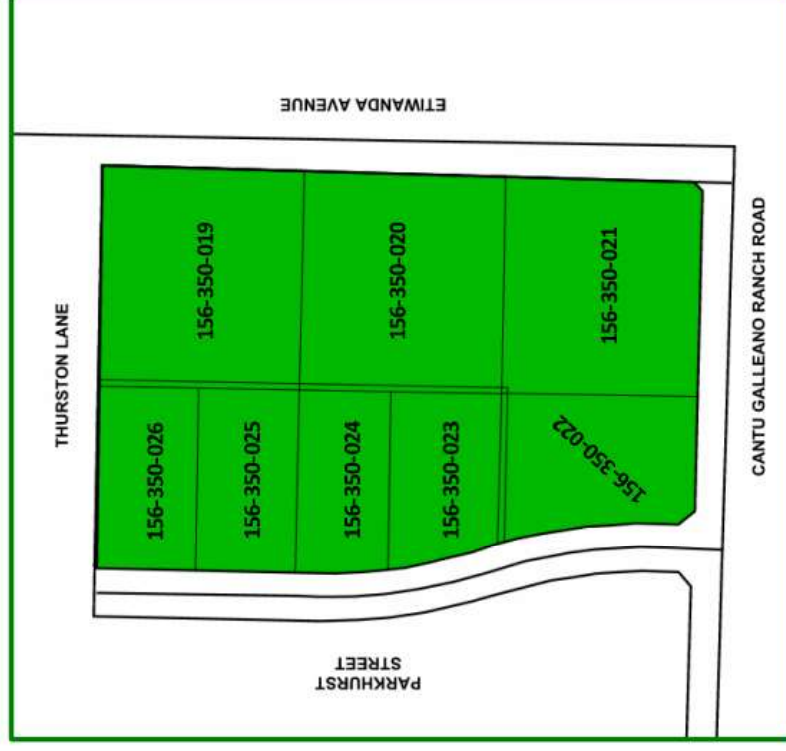 ETIWANDA AVENUE
THURSTON LANE
156-350-019
156-350-020
156-350-021
CANTU GALLEANO RANCH ROAD
156-350-026
156-350-025
156-350-024
156-350-023
156-350-022
PARKHURST
STREET